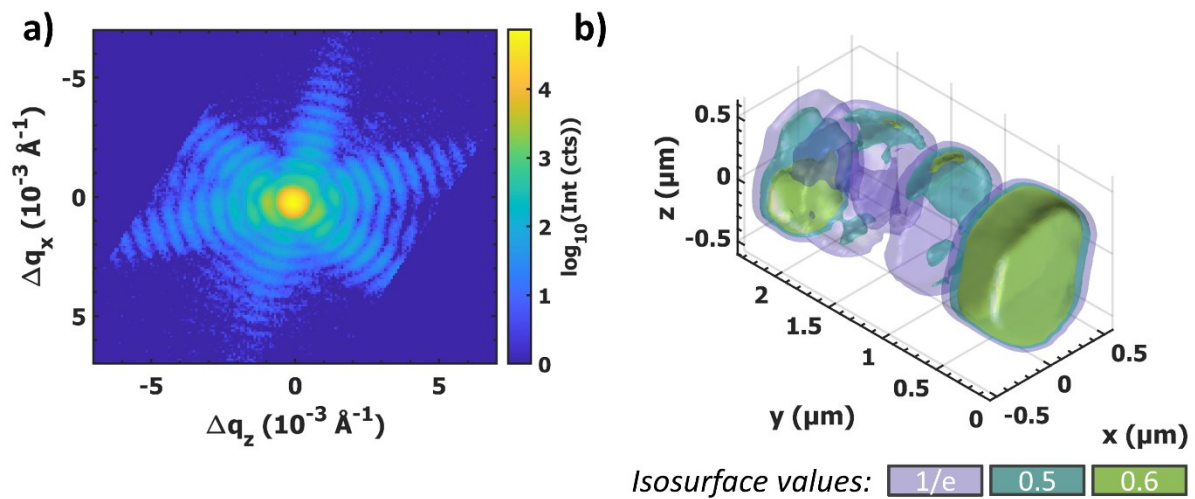 a)
-5
0
5
Δqx (10-3 Å-1)
-5 0 5
Δqz (10-3 Å-1)
4
3
2
1
0
log10(Int (cts))
b)
0.5
0
-0.5
z (μm)
2 1.5 1 0.5 0
y (μm)
-0.5 0 0.5
x (μm)
Isosurface values: 1/e 0.5 0.6